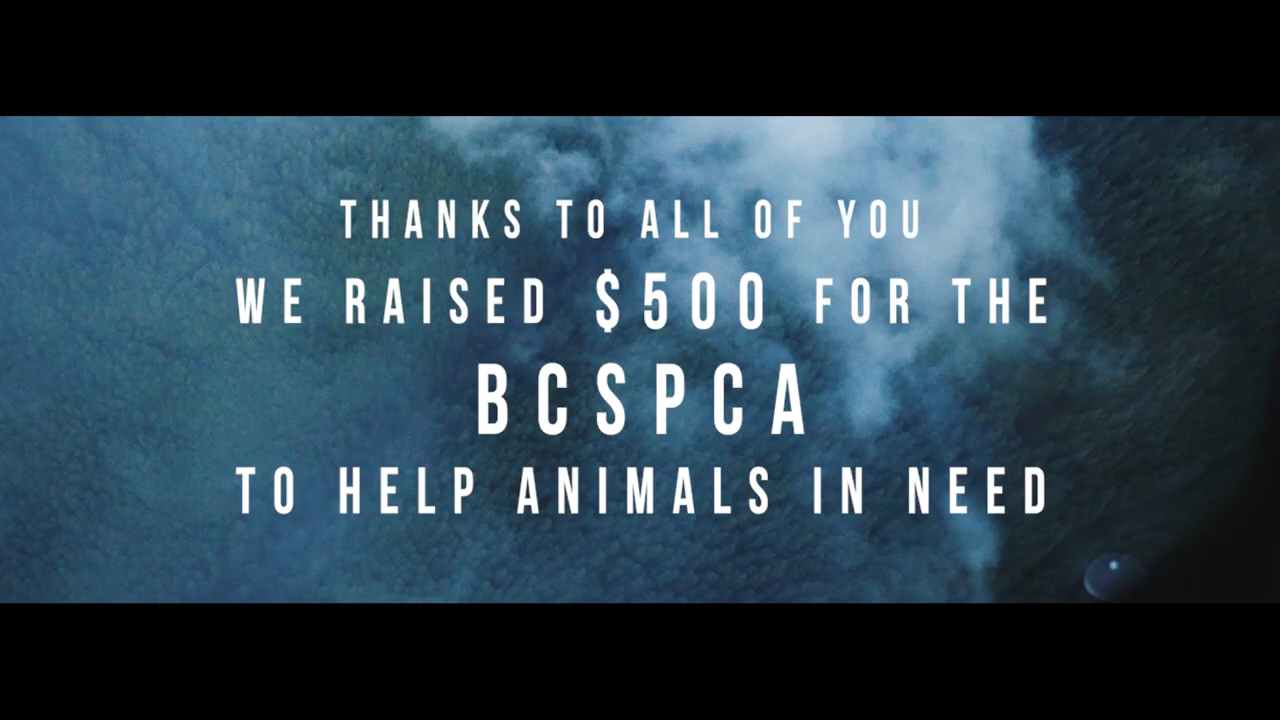 THANKS TO ALL OF YOU
WE RAISED $500 FOR THE
BCSPCA
TO HELP ANIMALS IN NEED